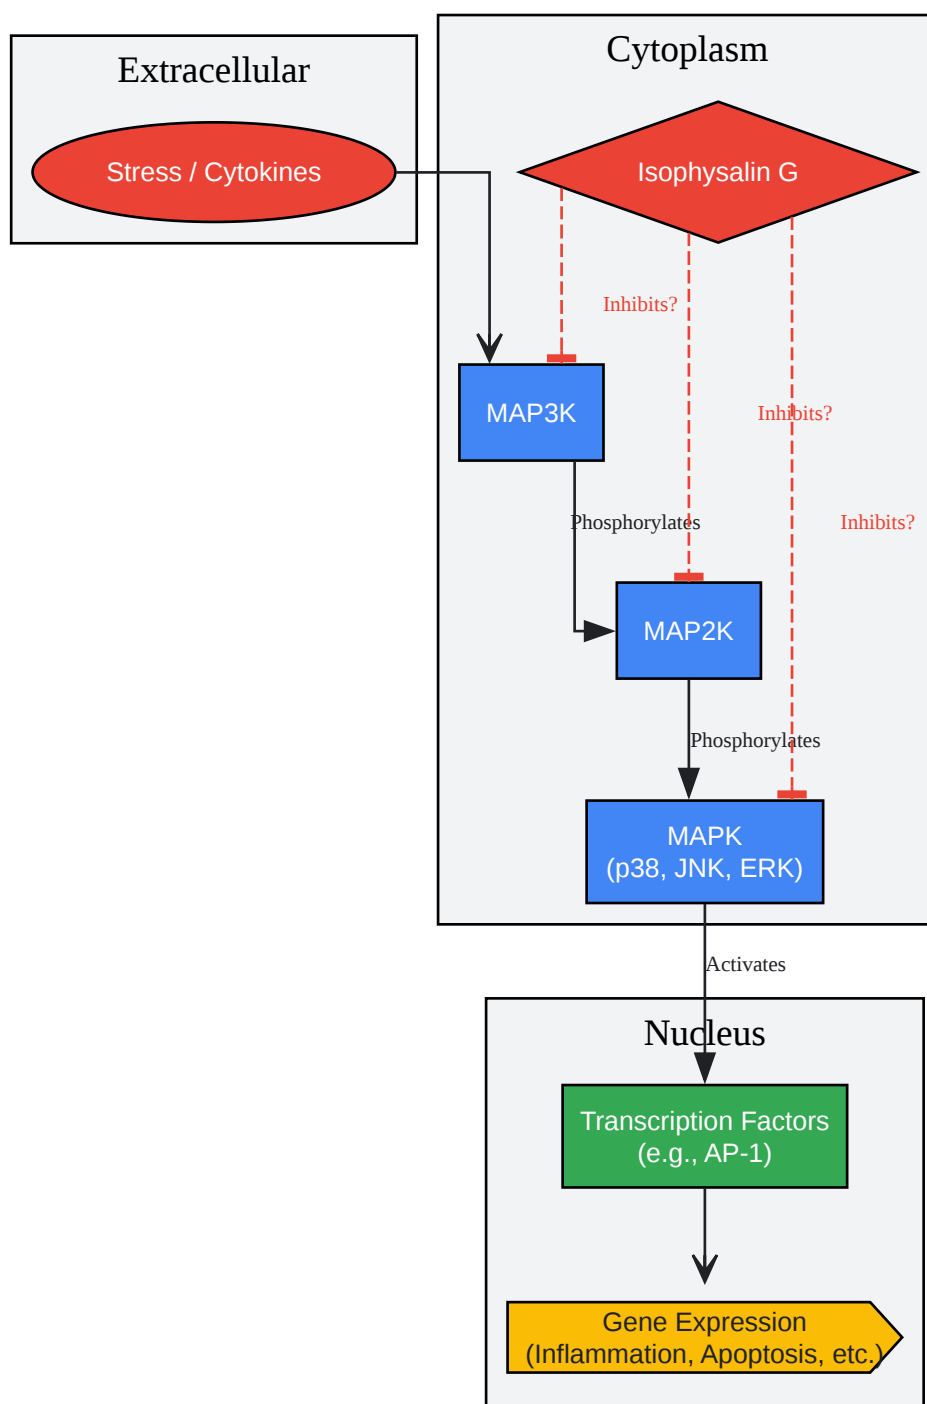 Extracellular
Cytoplasm
Stress / Cytokines
Isophysalin G
Inhibits?
MAP3K
Inhibits?
Phosphorylates
Inhibits?
MAP2K
Phosphorylates
MAPK
(p38, JNK, ERK)
Activates
Nucleus
Transcription Factors
(e.g., AP-1)
Gene Expression
(Inflammation, Apoptosis, etc.)